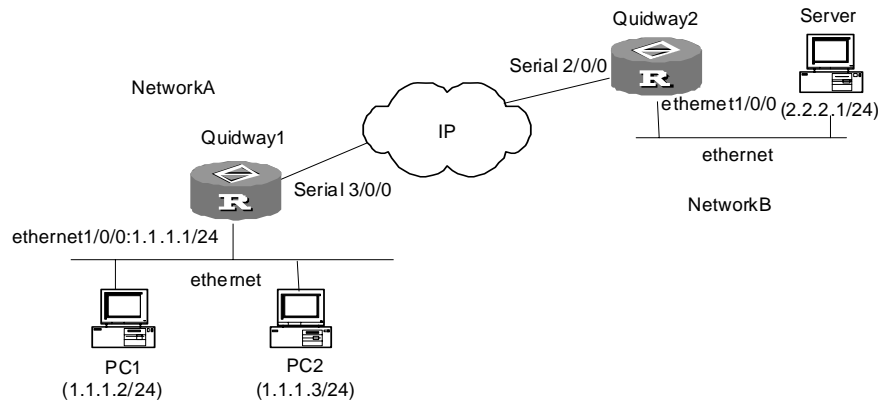 Quidway2
Server
Serial 2/0/0
NetworkA
R
ethernet1/0/0
(2.2.2.1/24)
IP
Quidway1
ethernet
Serial 3/0/0
R
NetworkB
ethernet1/0/0:1.1.1.1/24
ethernet
PC1
PC2
(1.1.1.2/24)
(1.1.1.3/24)